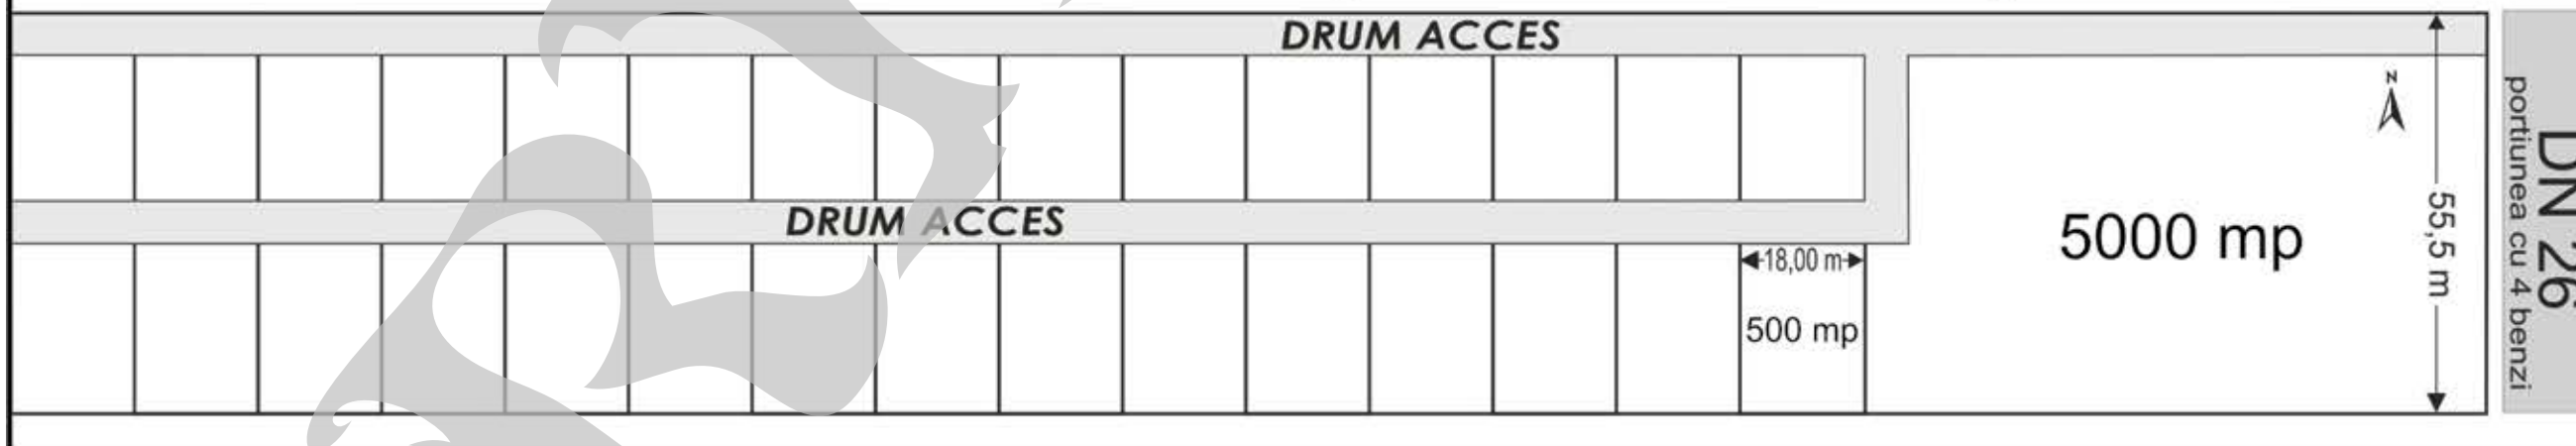 DRUM ACCES
DRUM ACCES
18,00 m
500 mp
N
5000 mp
55,5 m
DN 26
portiunea cu 4 benzi